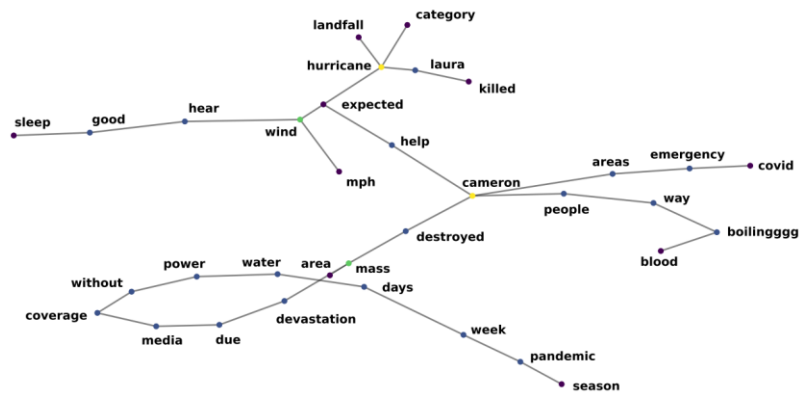 category
landfall
hurricane
laura
killed
expected
hear
good
sleep
wind
help
mph
cameron
areas
emergency
covid
people
way
boilingggg
blood
destroyed
area
mass
water
power
without
days
coverage
devastation
media
due
week
pandemic
season